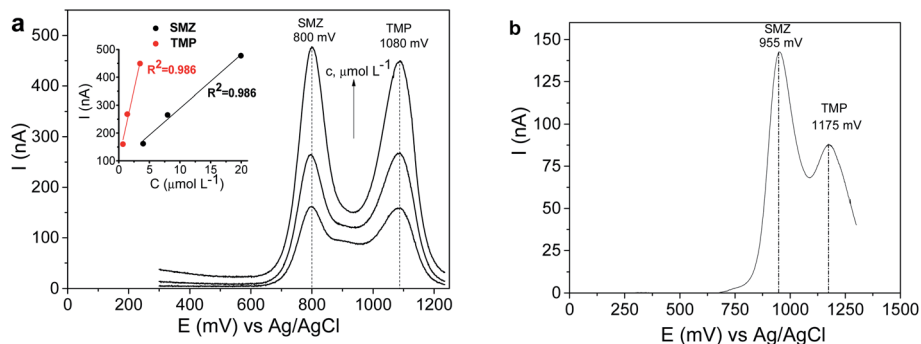 a
500
400
300
200
100
0
I (nA)
0 200 400 600 800 1000 1200
E (mV) vs Ag/AgCl
SMZ
800 mV
TMP
1080 mV
c, μmol L-1
SMZ
TMP
500
400
300
200
100
I (nA)
R2=0.986
R2=0.986
0 5 10 15 20
C (μmol L-1)
b
150
125
100
75
50
25
0
I (nA)
SMZ
955 mV
TMP
1175 mV
0 250 500 750 1000 1250 1500
E (mV) vs Ag/AgCl